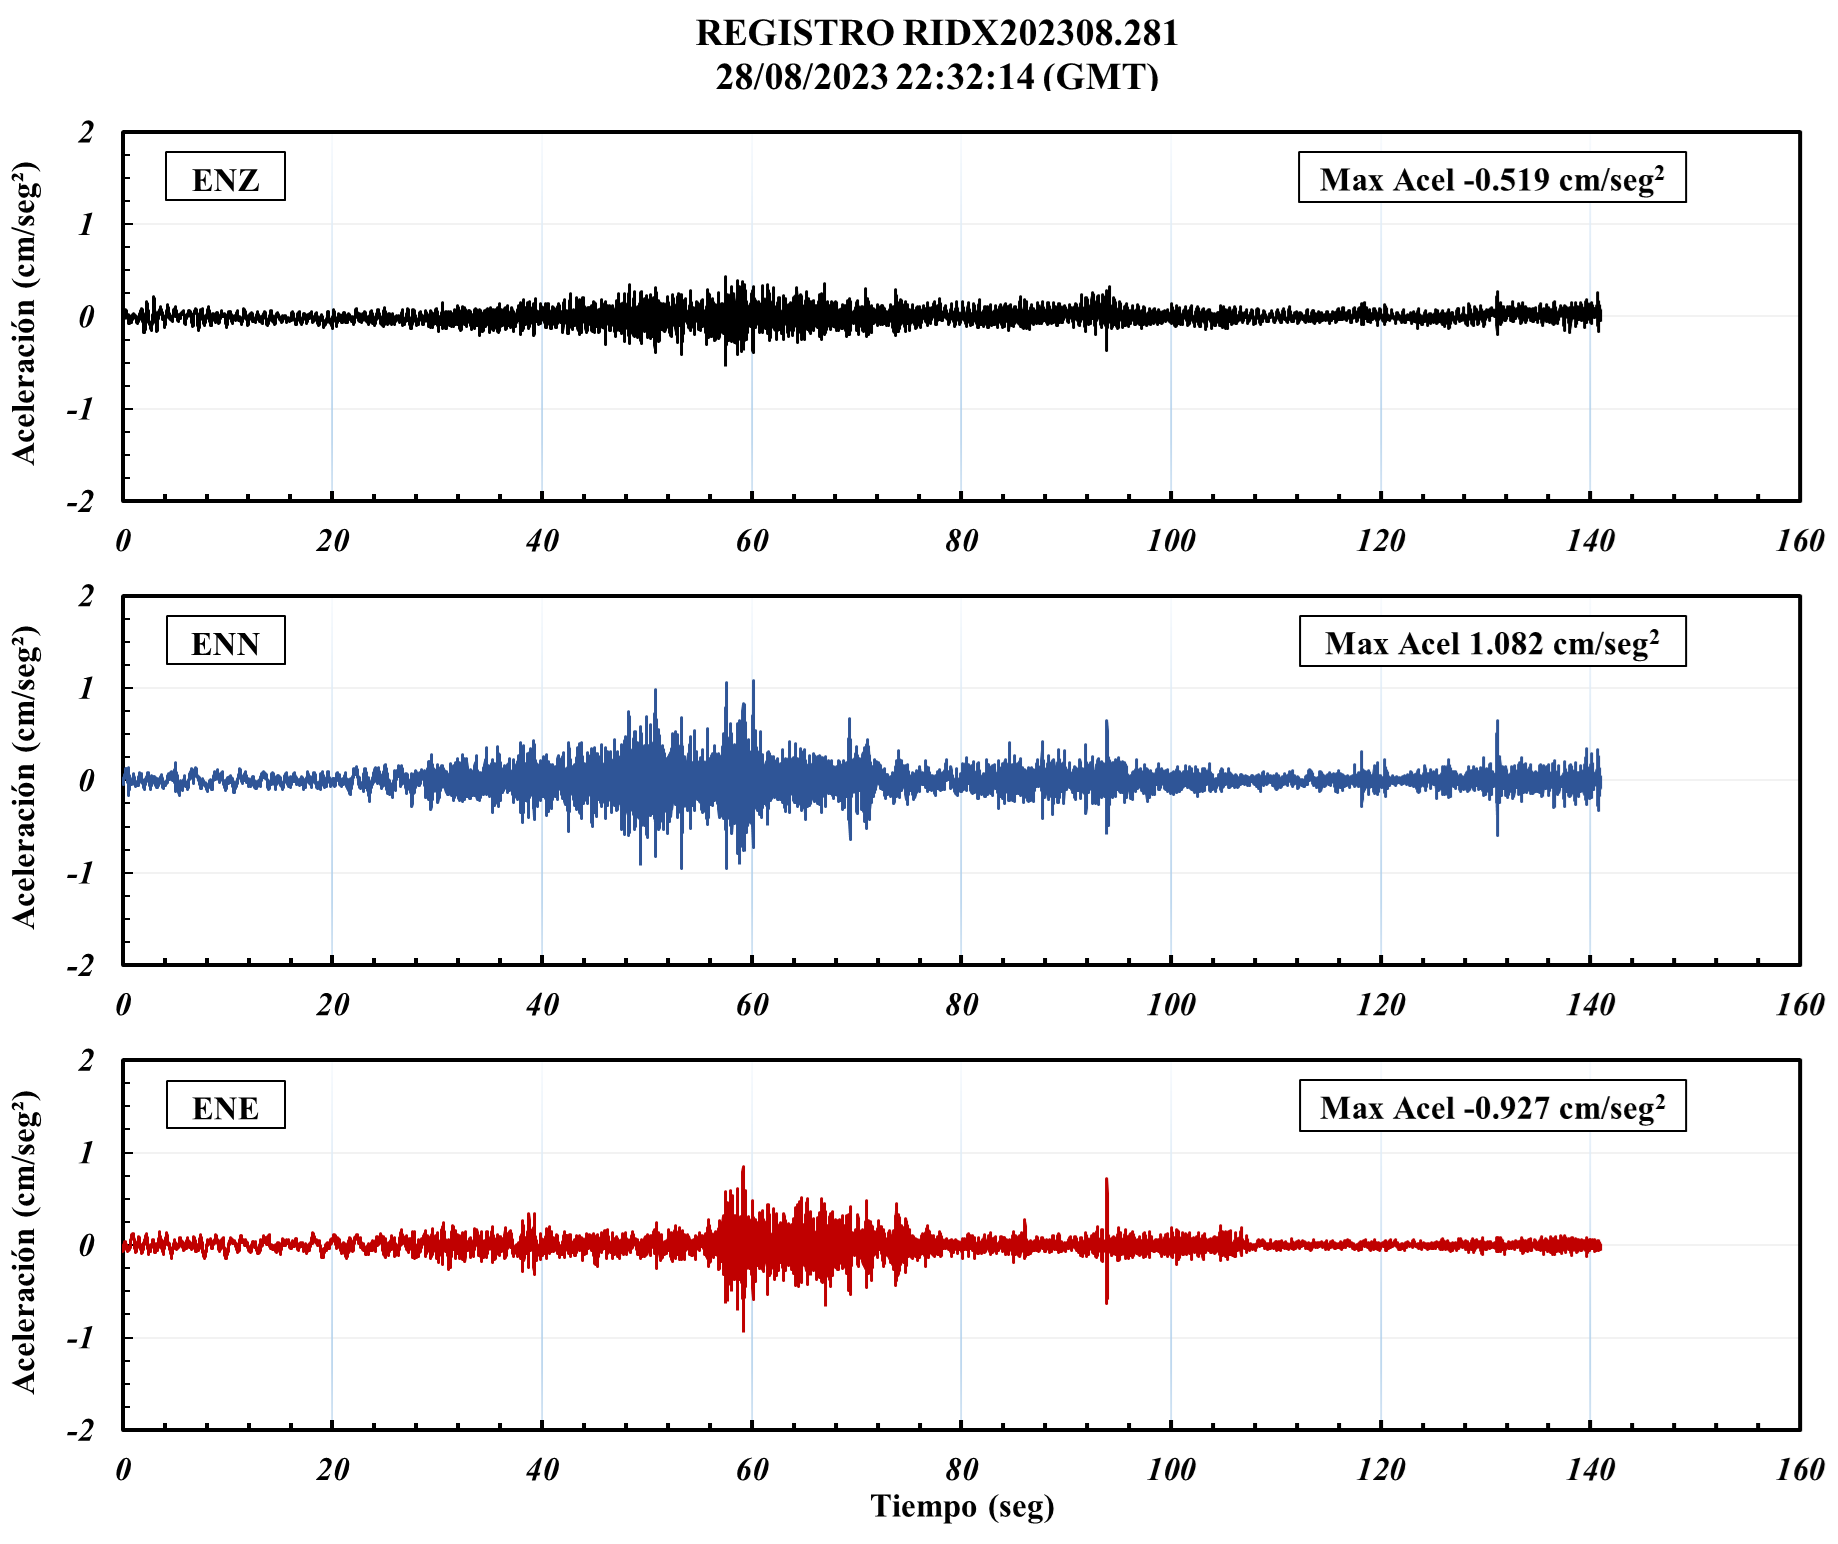 REGISTRO RIDX202308.281
28/08/2023 22:32:14 (GMT)
Aceleración (cm/seg²)
2
1
0
-1
-2
ENZ
Max Acel -0.519 cm/seg²
0 20 40 60 80 100 120 140 160
Aceleración (cm/seg²)
2
1
0
-1
-2
ENN
Max Acel 1.082 cm/seg²
0 20 40 60 80 100 120 140 160
Aceleración (cm/seg²)
2
1
0
-1
-2
ENE
Max Acel -0.927 cm/seg²
0 20 40 60 80 100 120 140 160
Tiempo (seg)